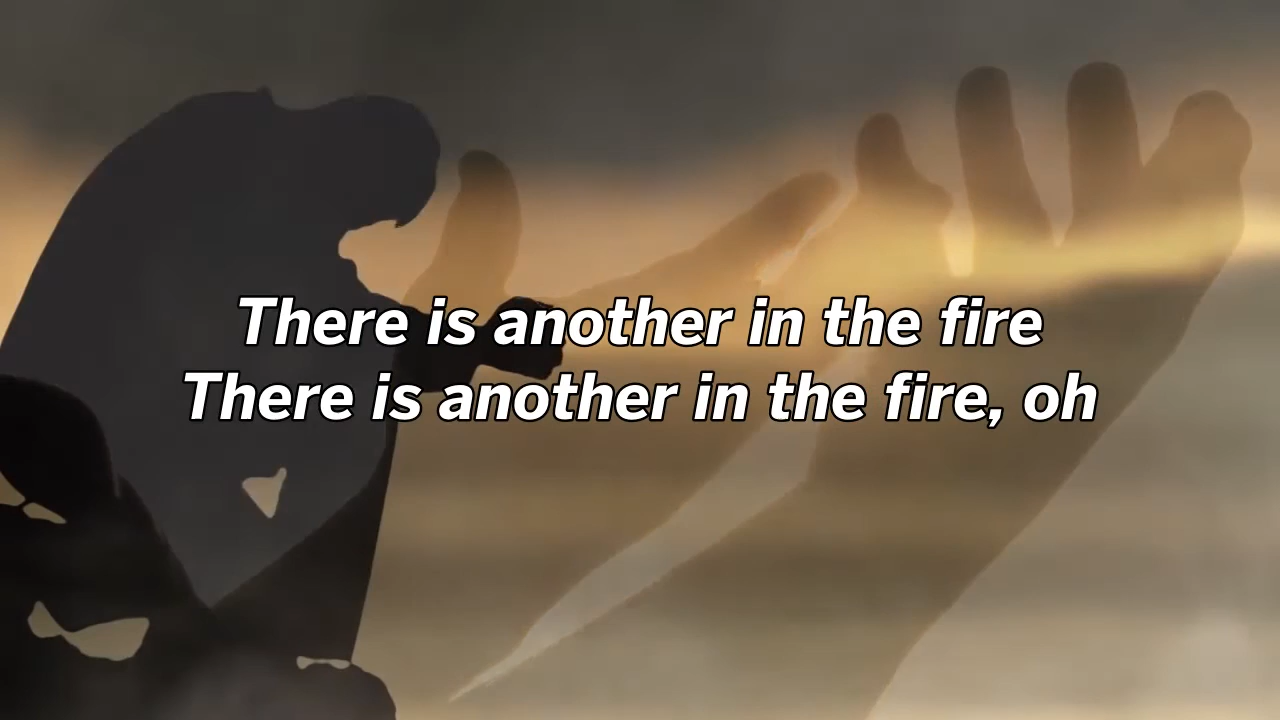 There is another in the fire
There is another in the fire, oh